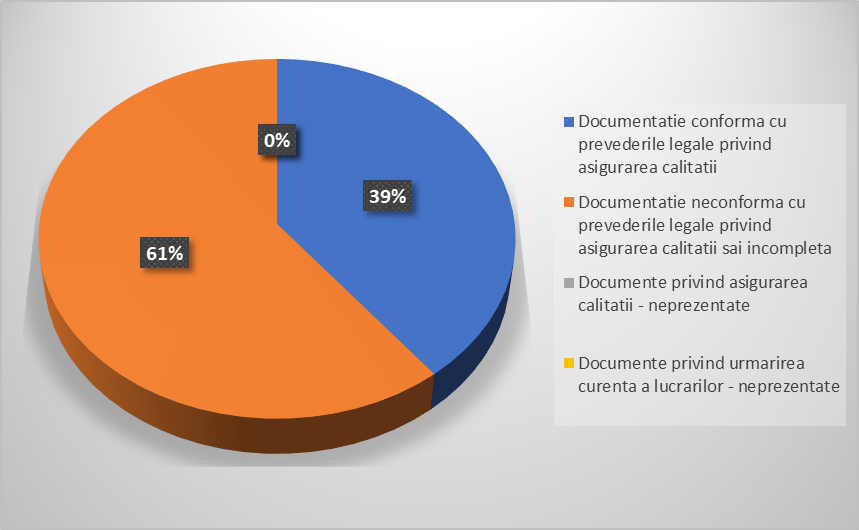 0%
39%
61%
Documentatie conforma cu
prevederile legale privind
asigurarea calitatii
Documentatie neconforma cu
prevederile legale privind
asigurarea calitatii sai incompleta
Documente privind asigurarea
calitatii - neprezentate
Documente privind urmarirea
curenta a lucrarilor - neprezentate